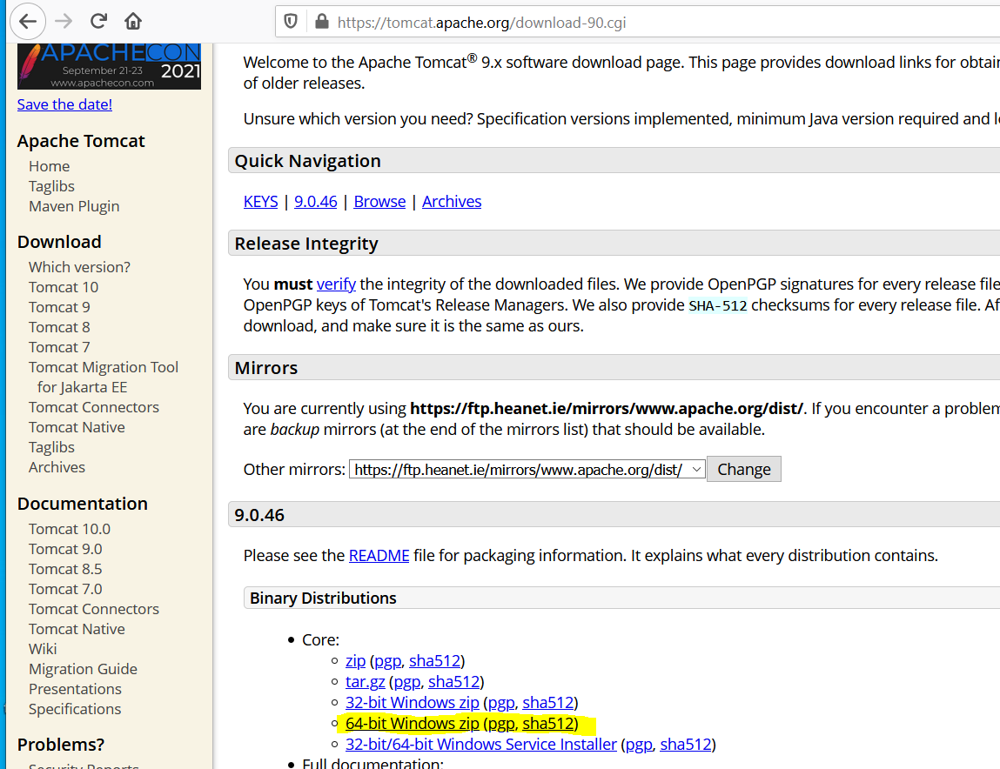 https://tomcat.apache.org/download-90.cgi
APACHECON
September 21-23
2021
www.apachecon.com
Save the date!
Apache Tomcat
Home
Taglibs
Maven Plugin
Download
Which version?
Tomcat 10
Tomcat 9
Tomcat 8
Tomcat 7
Tomcat Migration Tool
for Jakarta EE
Tomcat Connectors
Tomcat Native
Taglibs
Archives
Documentation
Tomcat 10.0
Tomcat 9.0
Tomcat 8.5
Tomcat 7.0
Tomcat Connectors
Tomcat Native
Wiki
Migration Guide
Presentations
Specifications
Problems?
Security Reports
Welcome to the Apache Tomcat® 9.x software download page. This page provides download links for obtai
of older releases.
Unsure which version you need? Specification versions implemented, minimum Java version required and l
Quick Navigation
KEYS | 9.0.46 | Browse | Archives
Release Integrity
You must verify the integrity of the downloaded files. We provide OpenPGP signatures for every release file
OpenPGP keys of Tomcat's Release Managers. We also provide SHA-512 checksums for every release file. Af
download, and make sure it is the same as ours.
Mirrors
You are currently using https://ftp.heanet.ie/mirrors/www.apache.org/dist/. If you encounter a problem
are backup mirrors (at the end of the mirrors list) that should be available.
Other mirrors: https://ftp.heanet.ie/mirrors/www.apache.org/dist/ Change
9.0.46
Please see the README file for packaging information. It explains what every distribution contains.
Binary Distributions
• Core:
zip (pgp, sha512)
tar.gz (pgp, sha512)
32-bit Windows zip (pgp, sha512)
64-bit Windows zip (pgp, sha512)
32-bit/64-bit Windows Service Installer (pgp, sha512)
• Full documentation: